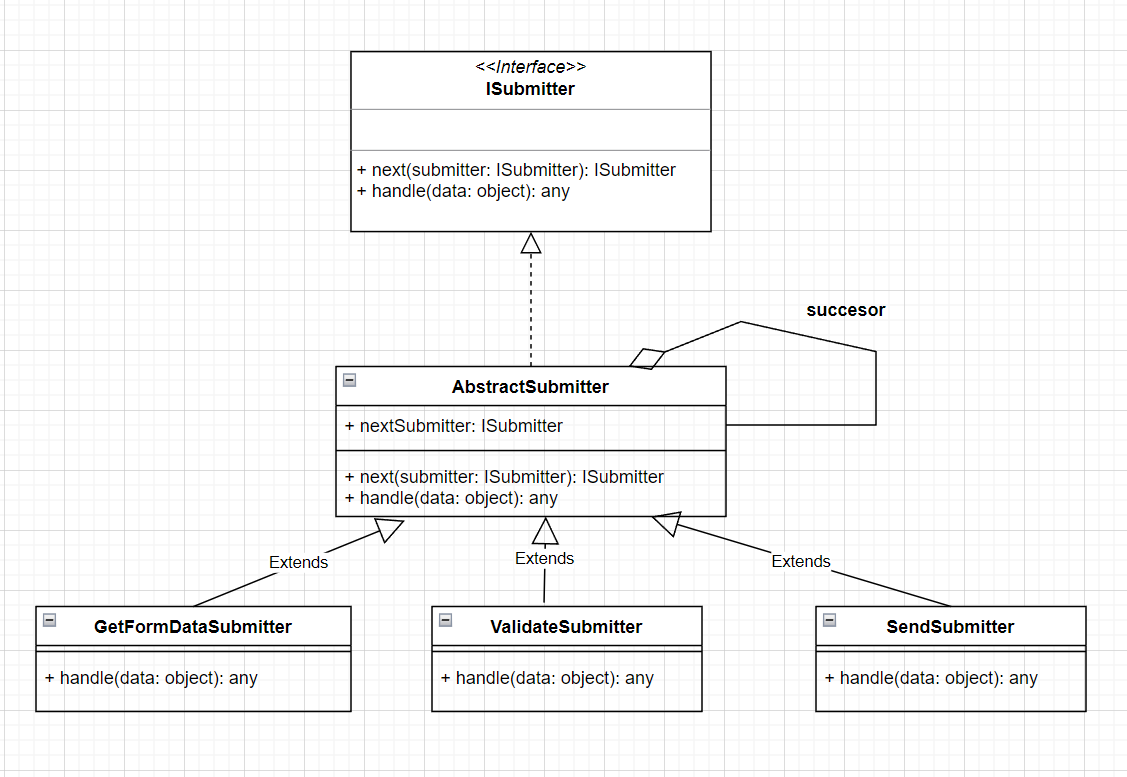 <<Interface>>
ISubmitter
+ next(submitter: ISubmitter): ISubmitter
+ handle(data: object): any
succesor
AbstractSubmitter
+ nextSubmitter: ISubmitter
+ next(submitter: ISubmitter): ISubmitter
+ handle(data: object): any
Extends
Extends
Extends
GetFormDataSubmitter
+ handle(data: object): any
ValidateSubmitter
+ handle(data: object): any
SendSubmitter
+ handle(data: object): any